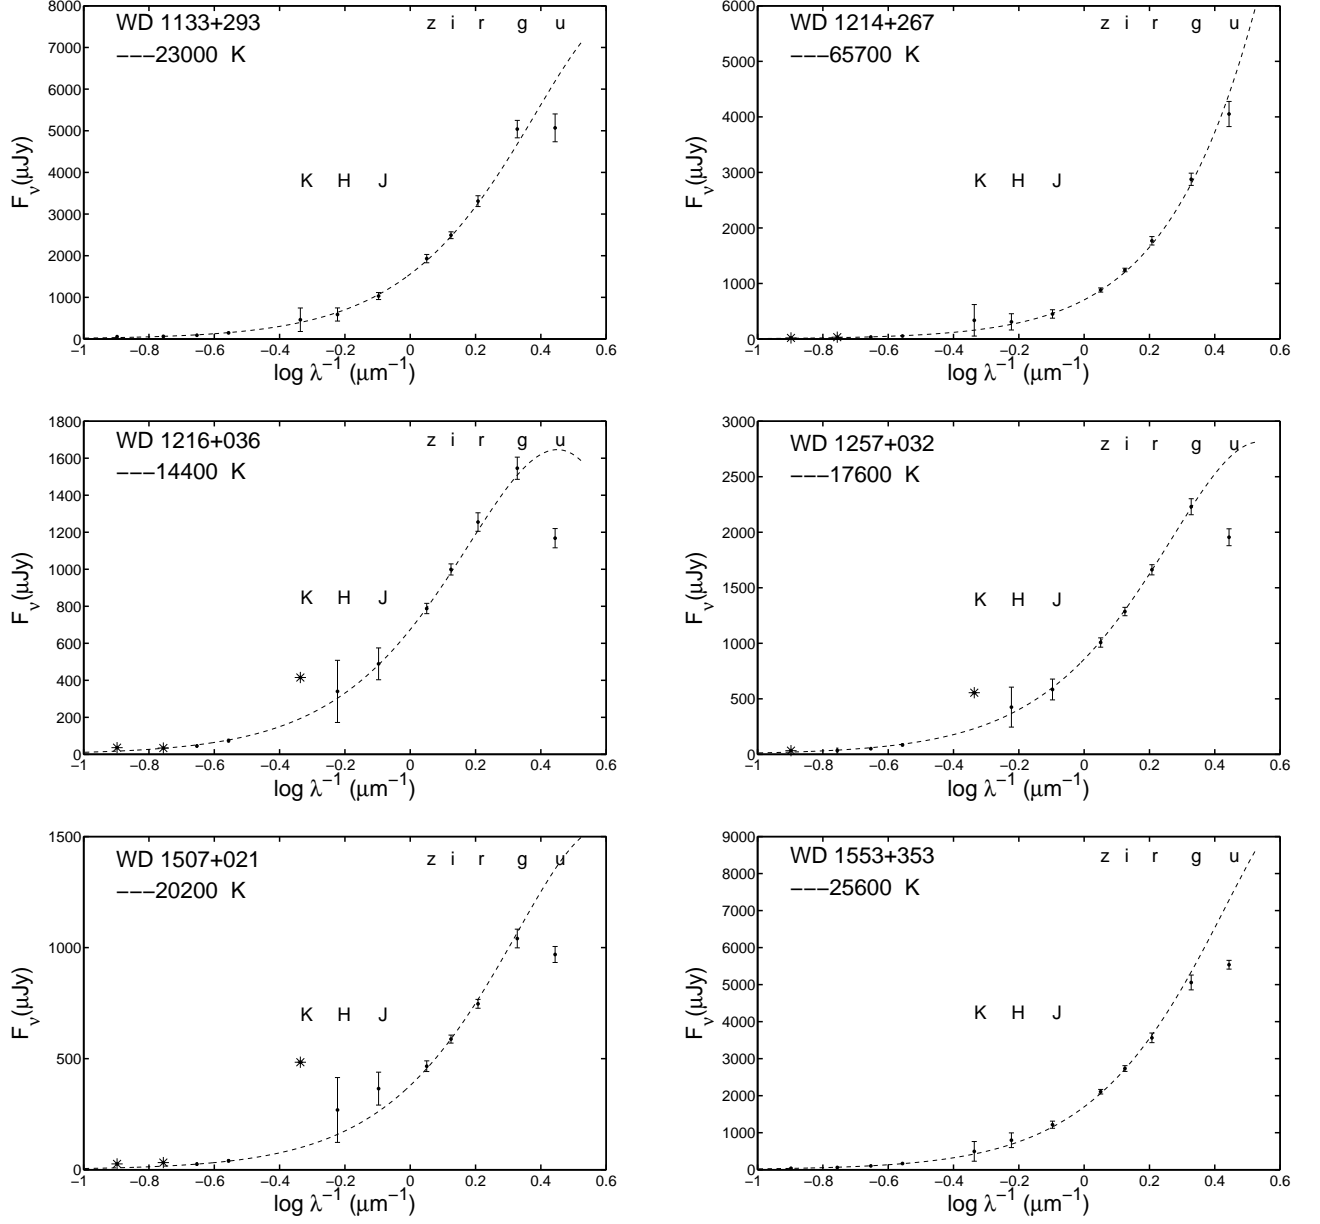 WD 1133+293
−−−23000 K
z i r g u
K H J
8000
7000
6000
5000
4000
3000
2000
1000
0
−1 −0.8 −0.6 −0.4 −0.2 0 0.2 0.4 0.6
F_ν(μJy)
log λ^−1 (μm^−1)
WD 1214+267
−−−65700 K
z i r g u
K H J
6000
5000
4000
3000
2000
1000
0
−1 −0.8 −0.6 −0.4 −0.2 0 0.2 0.4 0.6
F_ν(μJy)
log λ^−1 (μm^−1)
WD 1216+036
−−−14400 K
z i r g u
K H J
1800
1600
1400
1200
1000
800
600
400
200
0
−1 −0.8 −0.6 −0.4 −0.2 0 0.2 0.4 0.6
F_ν(μJy)
log λ^−1 (μm^−1)
WD 1257+032
−−−17600 K
z i r g u
K H J
3000
2500
2000
1500
1000
500
0
−1 −0.8 −0.6 −0.4 −0.2 0 0.2 0.4 0.6
F_ν(μJy)
log λ^−1 (μm^−1)
WD 1507+021
−−−20200 K
z i r g u
K H J
1500
1000
500
0
−1 −0.8 −0.6 −0.4 −0.2 0 0.2 0.4 0.6
F_ν(μJy)
log λ^−1 (μm^−1)
WD 1553+353
−−−25600 K
z i r g u
K H J
9000
8000
7000
6000
5000
4000
3000
2000
1000
0
−1 −0.8 −0.6 −0.4 −0.2 0 0.2 0.4 0.6
F_ν(μJy)
log λ^−1 (μm^−1)